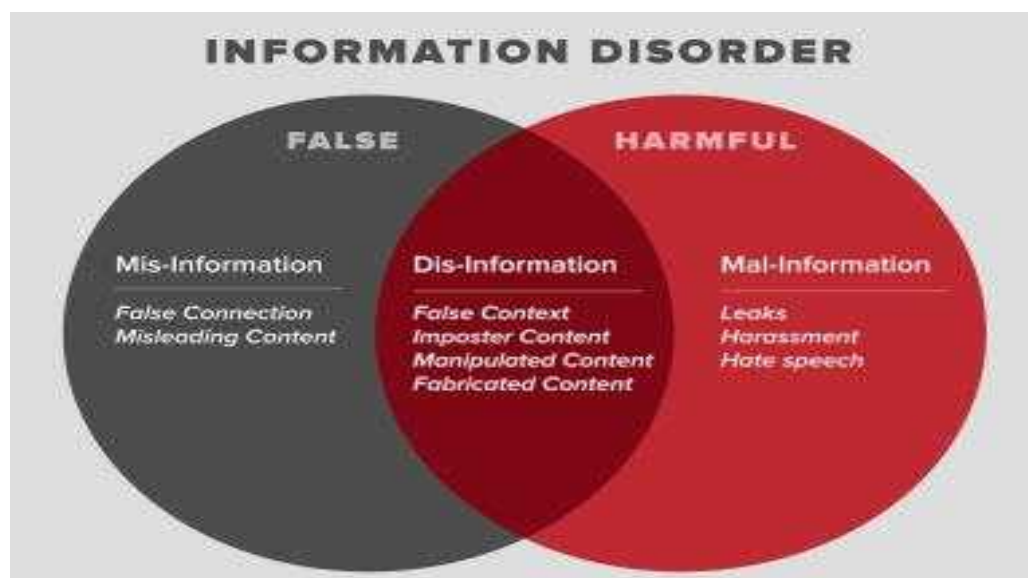 INFORMATION DISORDER
FALSE
HARMFUL
Mis-Information
False Connection
Misleading Content
Dis-Information
False Context
Imposter Content
Manipulated Content
Fabricated Content
Mal-Information
Leaks
Harassment
Hate speech